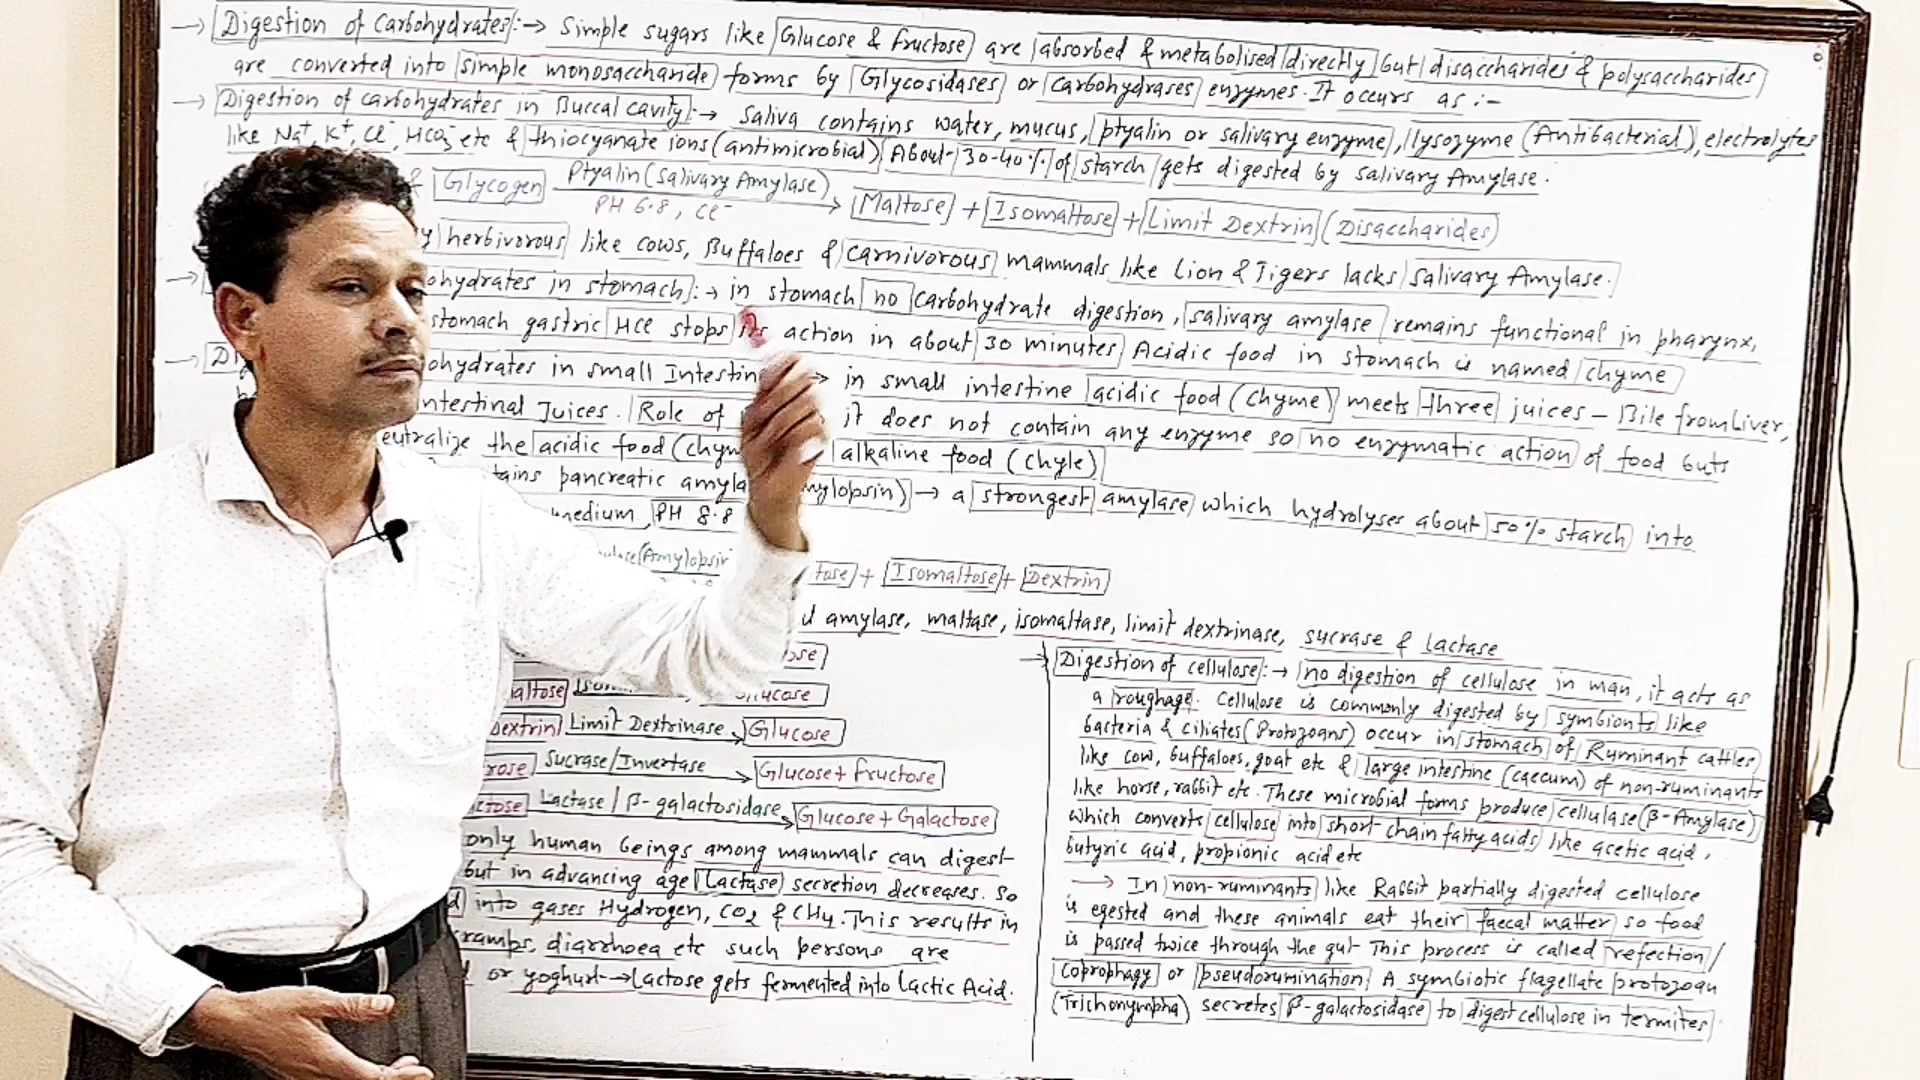 → Digestion of Carbohydrates:→ Simple sugars like Glucose & fructose are absorbed & metabolised directly but disaccharides & polysaccharides
are converted into simple monosaccharide forms by Glycosidases or Carbohydrases enzymes. It occurs as :-
→ Digestion of carbohydrates in Buccal cavity:→ Saliva contains water, mucus, ptyalin or salivary enzyme, lysozyme (Antibacterial), electrolytes
like Na+, K+, Cl-, HCO3- etc & thiocyanate ions (antimicrobial) About 30-40% of starch gets digested by salivary Amylase.
& Glycogen Ptyalin (Salivary Amylase) PH 6.8, Cl- → Maltose + Isomaltose + Limit Dextrin (Disaccharides)
herbivorous like cows, Buffaloes & Carnivorous mammals like Lion & Tigers lacks salivary Amylase.
→ ohydrates in stomach:→ in stomach no carbohydrate digestion, salivary amylase remains functional in pharynx,
stomach gastric HCl stops its action in about 30 minutes Acidic food in stomach is named chyme
→ ohydrates in small Intestin → in small intestine acidic food (chyme) meets three juices – Bile from Liver,
ntestinal Juices. Role of it does not contain any enzyme so no enzymatic action of food buts
eutralize the acidic food (chym alkaline food (chyle)
tains pancreatic amyla mylopsin) → a strongest amylase which hydrolyses about 50% starch into
medium, PH 8.8
(Amylopsin tose + Isomaltose + Dextrin
amylase, maltase, isomaltase, limit dextrinase, sucrase & lactase
ose
altose Glucose
Dextrin Limit Dextrinase → Glucose
rose Sucrase/Invertase → Glucose + fructose
ctose Lactase / β-galactosidase → Glucose + Galactose
only human beings among mammals can digest
but in advancing age Lactase secretion decreases. So
d into gases Hydrogen, CO2 & CH4. This results in
ramps, diarrhoea etc such persons are
d or yoghurt → Lactose gets fermented into Lactic Acid.
→ Digestion of cellulose:→ no digestion of cellulose in man, it acts as
a roughage. Cellulose is commonly digested by symbionts like
bacteria & ciliates (Protozoans) occur in stomach of Ruminant cattles
like cow, buffaloes, goat etc & large intestine (caecum) of non-ruminants
like horse, rabbit etc. These microbial forms produce cellulase (β-Amylase)
which converts cellulose into short-chain fatty acids like acetic acid,
butyric acid, propionic acid etc
→ In non-ruminants like Rabbit partially digested cellulose
is egested and these animals eat their faecal matter so food
is passed twice through the gut This process is called refection/
Coprophagy or pseudorumination A symbiotic flagellate protozoan
(Trichonympha) secretes β-galactosidase to digest cellulose in termites